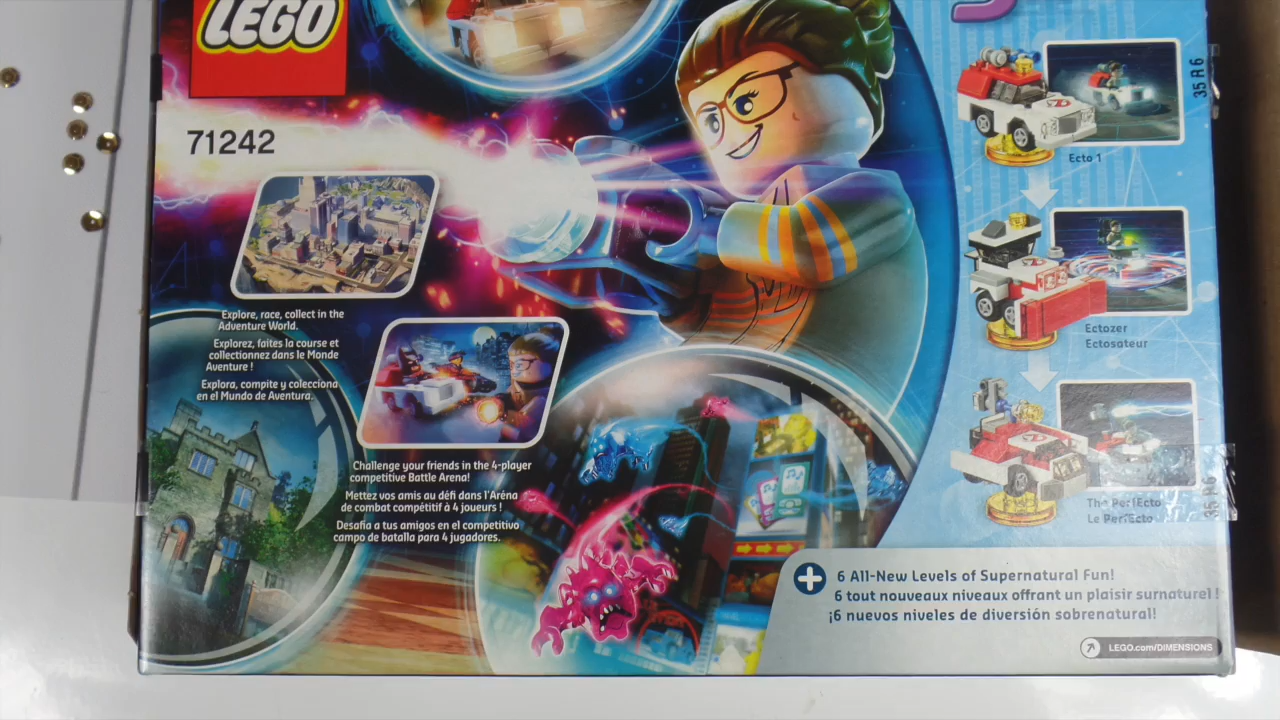 LEGO
71242
35 R6
Ecto 1
Ectozer
Ectosateur
The PerfEcto
Le PerfEcto
35 R6
Explore, race, collect in the
Adventure World.
Explorez, faites la course et
collectionnez dans le Monde
Aventure !
Explora, compite y colecciona
en el Mundo de Aventura.
Challenge your friends in the 4-player
competitive Battle Arena!
Mettez vos amis au défi dans l'Aréna
de combat compétitif à 4 joueurs !
Desafía a tus amigos en el competitivo
campo de batalla para 4 jugadores.
6 All-New Levels of Supernatural Fun!
6 tout nouveaux niveaux offrant un plaisir surnaturel !
¡6 nuevos niveles de diversión sobrenatural!
LEGO.com/DIMENSIONS